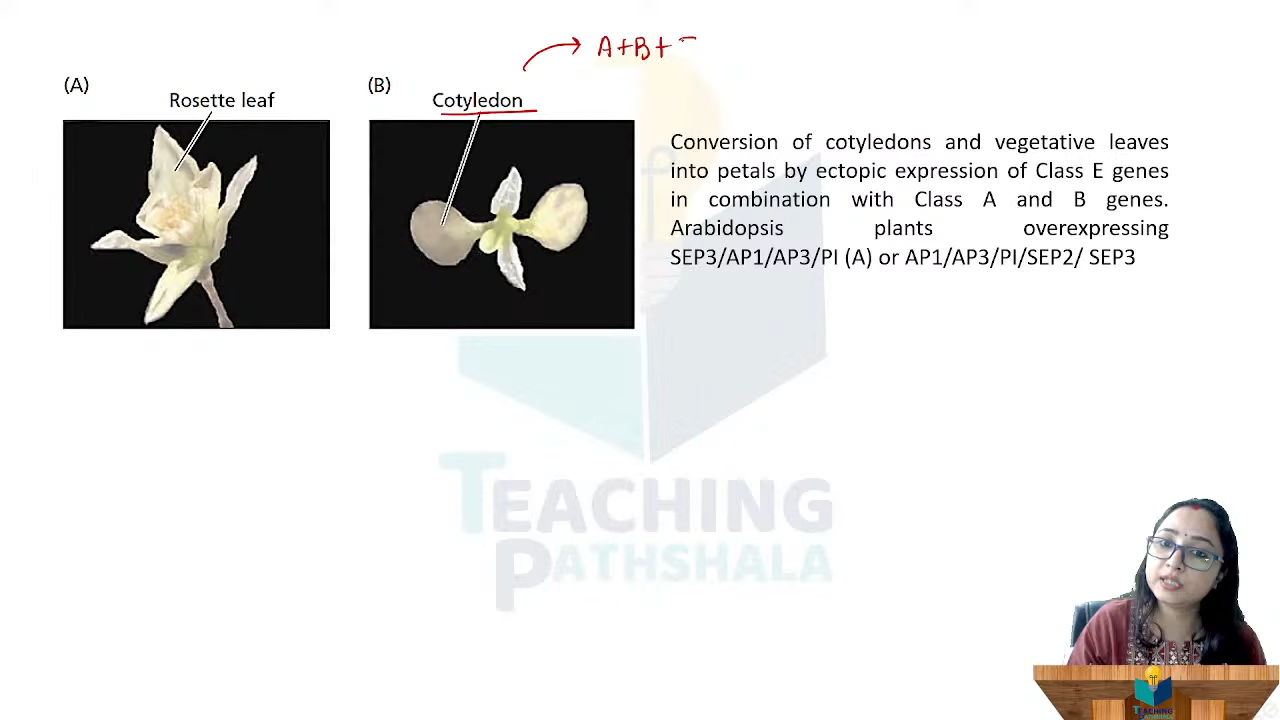 A+B+
(A)
(B)
Rosette leaf
Cotyledon
Conversion of cotyledons and vegetative leaves
into petals by ectopic expression of Class E genes
in combination with Class A and B genes.
Arabidopsis plants overexpressing
SEP3/AP1/AP3/PI (A) or AP1/AP3/PI/SEP2/ SEP3
TEACHING
PATHSHALA
TEACHING
PATHSHALA